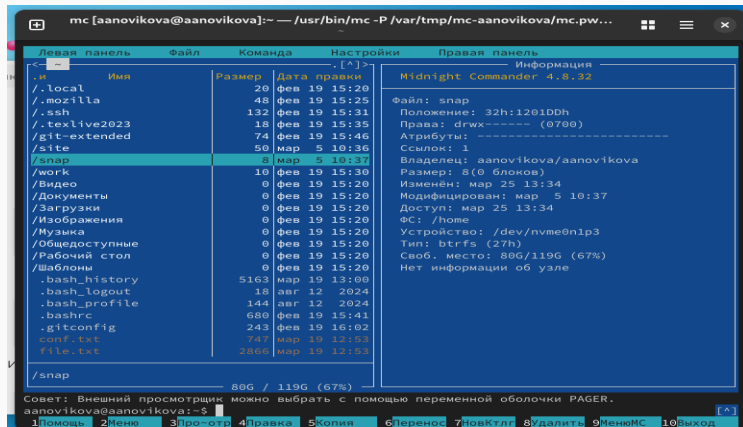 mc [aanovikova@aanovikova]:~ — /usr/bin/mc -P /var/tmp/mc-aanovikova/mc.pw...
Левая панель Файл Команда Настройки Правая панель
<— ~ .[^]>
.и Имя Размер Дата правки
/.local 20 фев 19 15:20
/.mozilla 48 фев 19 15:25
/.ssh 132 фев 19 15:31
/.texlive2023 18 фев 19 15:35
/git-extended 74 фев 19 15:46
/site 50 мар 5 10:36
/snap 8 мар 5 10:37
/work 10 фев 19 15:30
/Видео 0 фев 19 15:20
/Документы 0 фев 19 15:20
/Загрузки 0 фев 19 15:20
/Изображения 0 фев 19 15:20
/Музыка 0 фев 19 15:20
/Общедоступные 0 фев 19 15:20
/Рабочий стол 0 фев 19 15:20
/Шаблоны 0 фев 19 15:20
.bash_history 5163 мар 19 13:00
.bash_logout 18 авг 12 2024
.bash_profile 144 авг 12 2024
.bashrc 680 фев 19 15:41
.gitconfig 243 фев 19 16:02
conf.txt 747 мар 19 12:53
file.txt 2866 мар 19 12:53
/snap
80G / 119G (67%)
Информация
Midnight Commander 4.8.32
Файл: snap
Положение: 32h:1201DDh
Права: drwx------ (0700)
Атрибуты: -------------------------
Ссылок: 1
Владелец: aanovikova/aanovikova
Размер: 8(0 блоков)
Изменён: мар 25 13:34
Модифицирован: мар 5 10:37
Доступ: мар 25 13:34
ФС: /home
Устройство: /dev/nvme0n1p3
Тип: btrfs (27h)
Своб. место: 80G/119G (67%)
Нет информации об узле
Совет: Внешний просмотрщик можно выбрать с помощью переменной оболочки PAGER.
aanovikova@aanovikova:~$ [^]
1Помощь 2Меню 3Про~отр 4Правка 5Копия 6Перенос 7НовКтлг 8Удалить 9МенюMC 10Выход